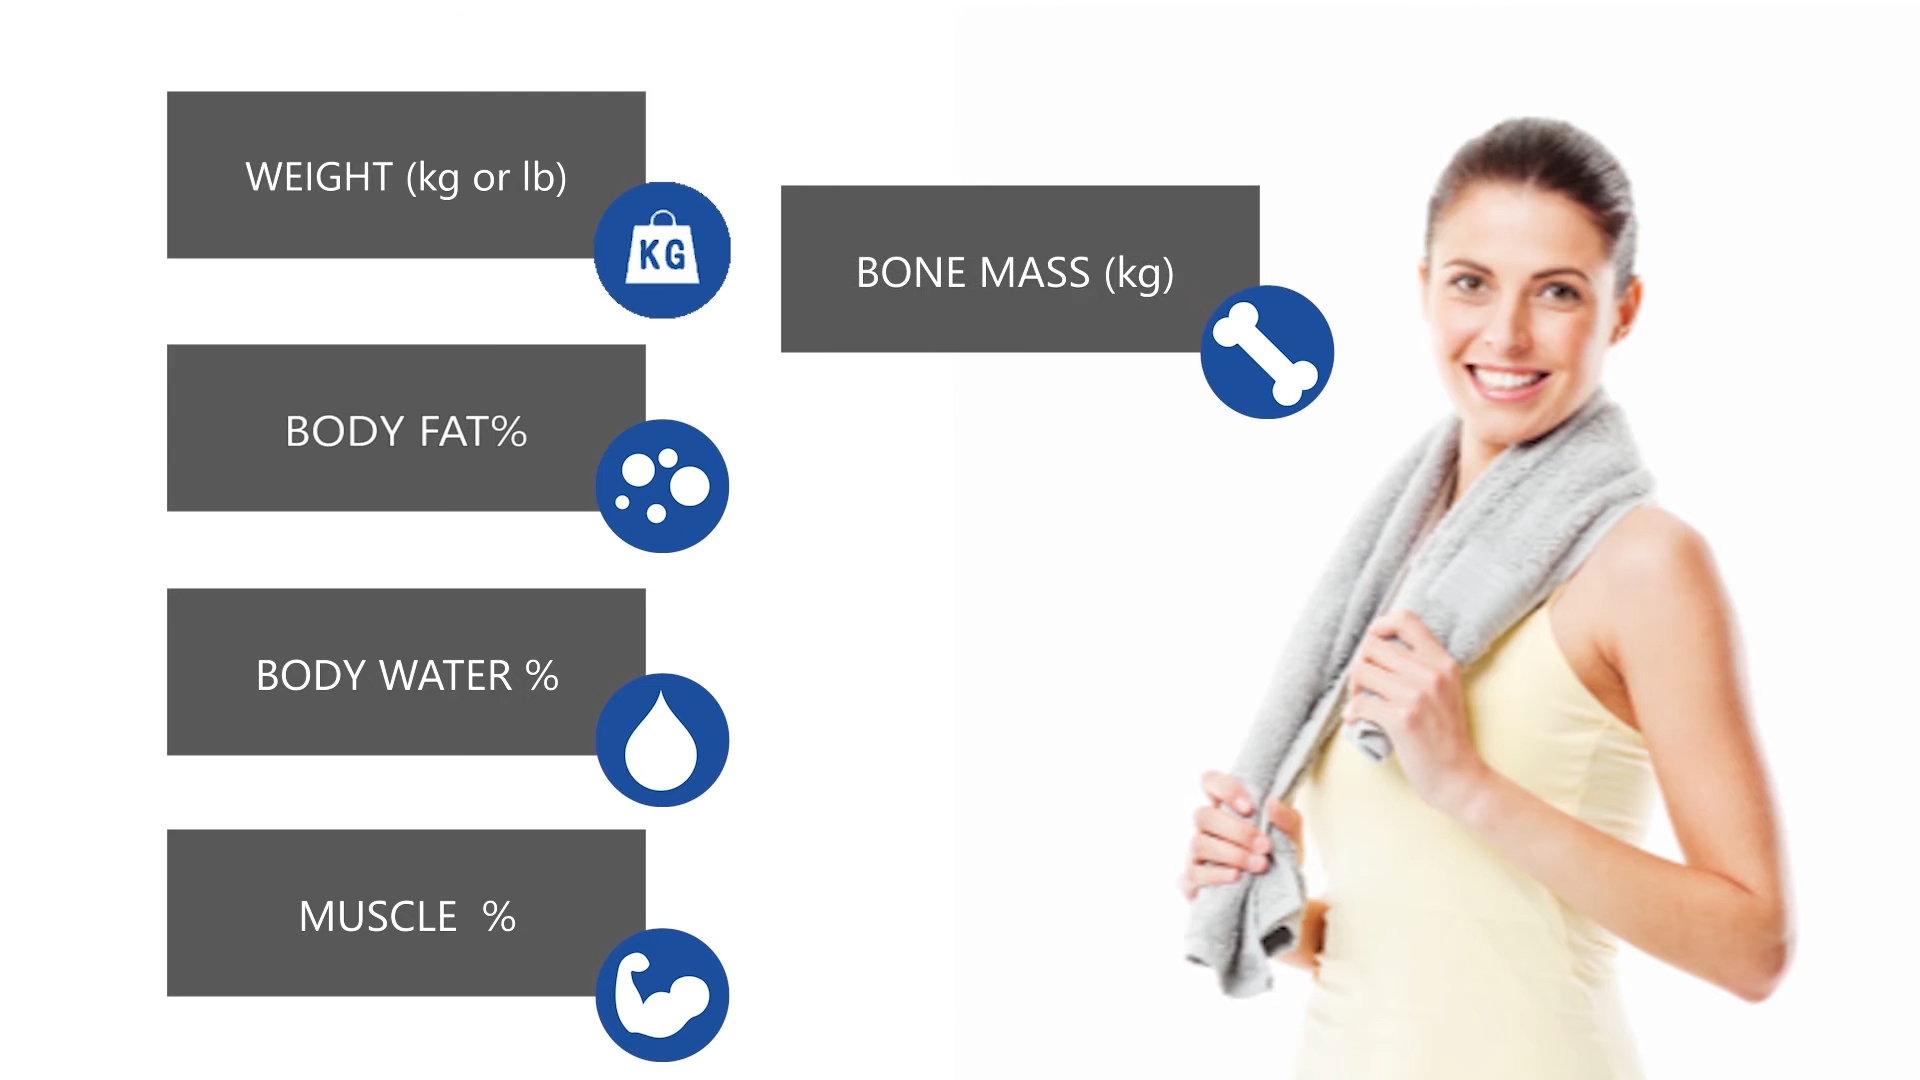 WEIGHT (kg or lb)
KG
BODY FAT%
BODY WATER %
MUSCLE  %
BONE MASS (kg)